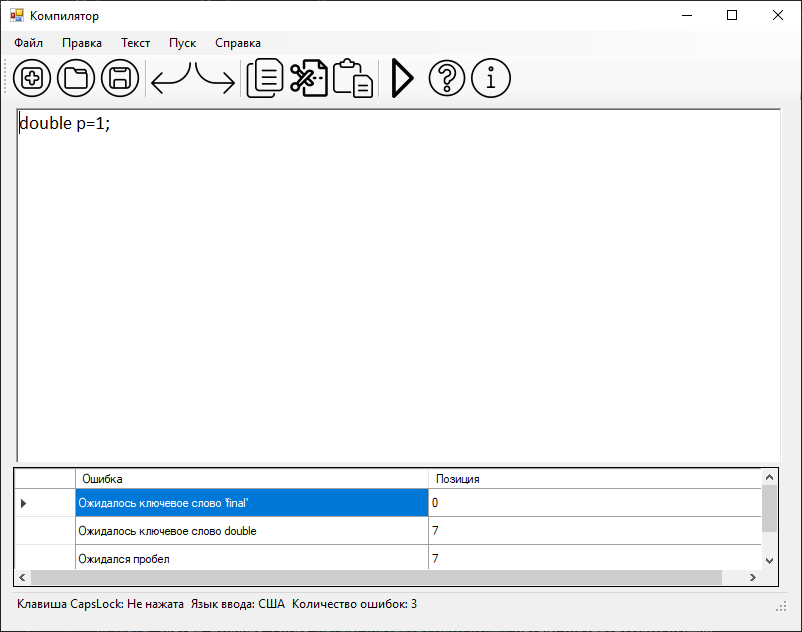 Компилятор
Файл Правка Текст Пуск Справка
double p=1;
Ошибка Позиция
Ожидалось ключевое слово 'final' 0
Ожидалось ключевое слово double 7
Ожидался пробел 7
Клавиша CapsLock: Не нажата Язык ввода: США Количество ошибок: 3